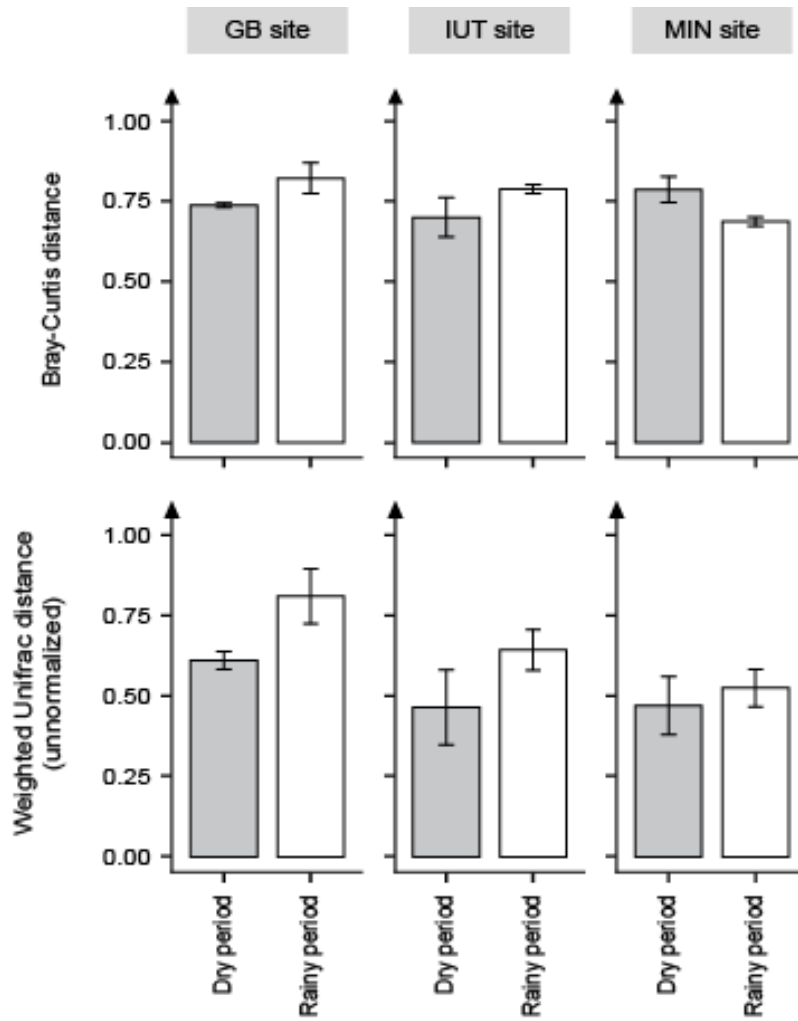 GB site
IUT site
MIN site
Bray-Curtis distance
1.00
0.75
0.50
0.25
0.00
Weighted Unifrac distance
(unnormalized)
1.00
0.75
0.50
0.25
0.00
Dry period
Rainy period
Dry period
Rainy period
Dry period
Rainy period